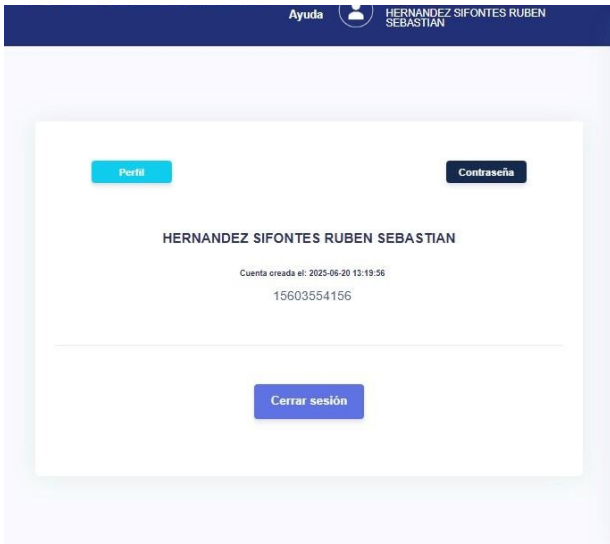 Ayuda
HERNANDEZ SIFONTES RUBEN
SEBASTIAN
Perfil
Contraseña
HERNANDEZ SIFONTES RUBEN SEBASTIAN
Cuenta creada el: 2025-06-20 13:19:56
15603554156
Cerrar sesión